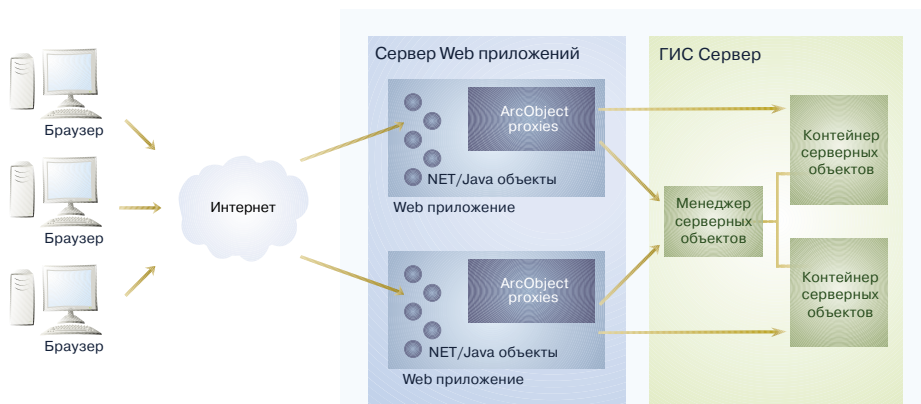 Сервер Web приложений
ГИС Сервер
Браузер
Браузер
Браузер
Интернет
ArcObject
proxies
NET/Java объекты
Web приложение
ArcObject
proxies
NET/Java объекты
Web приложение
Менеджер
серверных
объектов
Контейнер
серверных
объектов
Контейнер
серверных
объектов